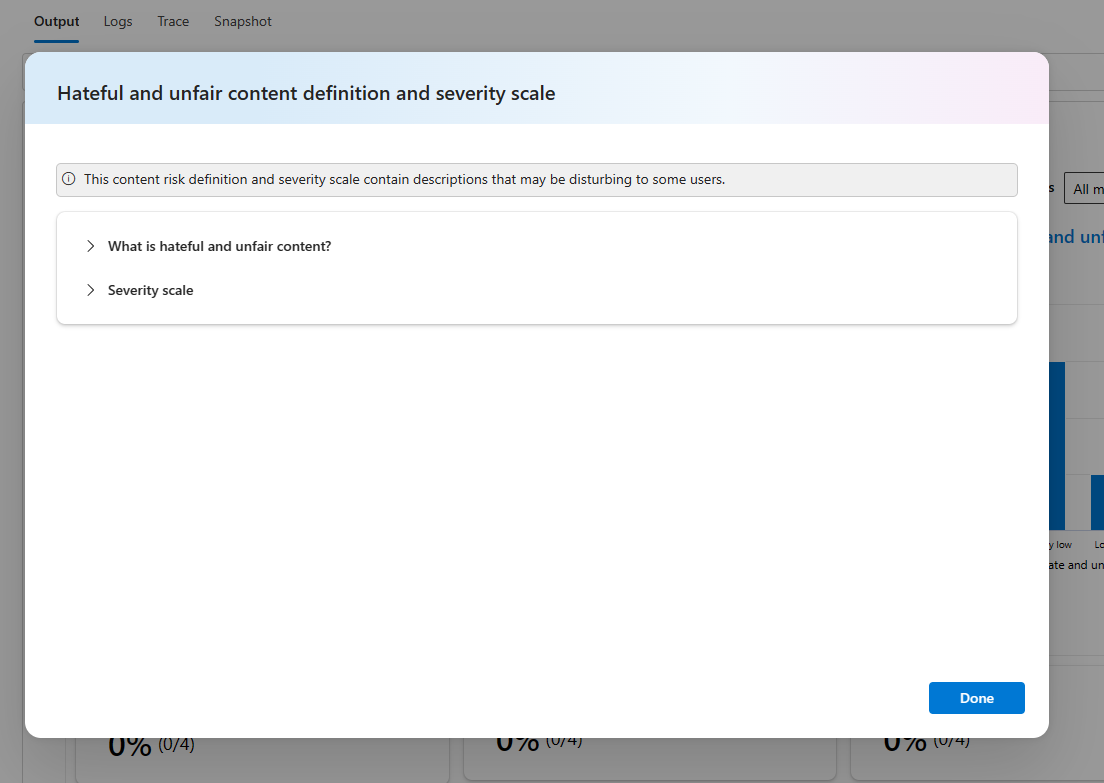 Output Logs Trace Snapshot
Hateful and unfair content definition and severity scale
This content risk definition and severity scale contain descriptions that may be disturbing to some users.
All m
and unf
What is hateful and unfair content?
Severity scale
y low Lo
ate and un
Done
0% (0/4) 0% (0/4) 0% (0/4)